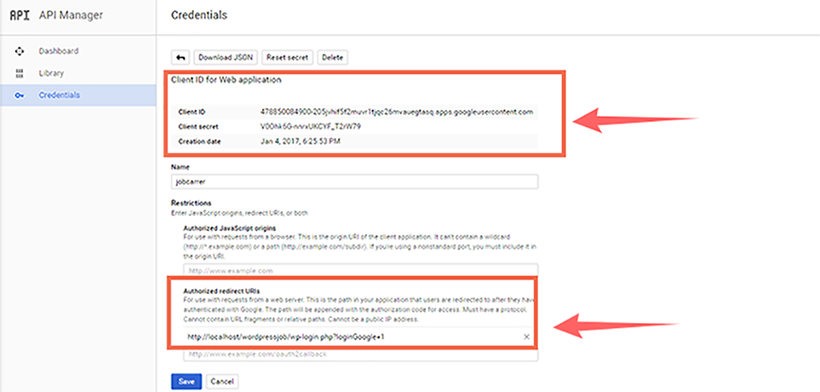 API API Manager
Credentials
Dashboard
Library
Credentials
Download JSON Reset secret Delete
Client ID for Web application
Client ID
Client secret
Creation date Jan 4, 2017, 6:25:53 PM
Name
jobcarrer
Restrictions
Enter JavaScript origins, redirect URIs, or both
Authorized JavaScript origins
For use with requests from a browser. This is the origin URI of the client application. It can't contain a wildcard
(http://*.example.com) or a path (http://example.com/subdir). If you're using a nonstandard port, you must include it in
the origin URI.
http://www.example.com
Authorized redirect URIs
For use with requests from a web server. This is the path in your application that users are redirected to after they have
authenticated with Google. The path will be appended with the authorization code for access. Must have a protocol.
Cannot contain URL fragments or relative paths. Cannot be a public IP address.
http://localhost/wordpressjob/wp-login.php?loginGoogle=1
http://www.example.com/oauth2callback
Save Cancel